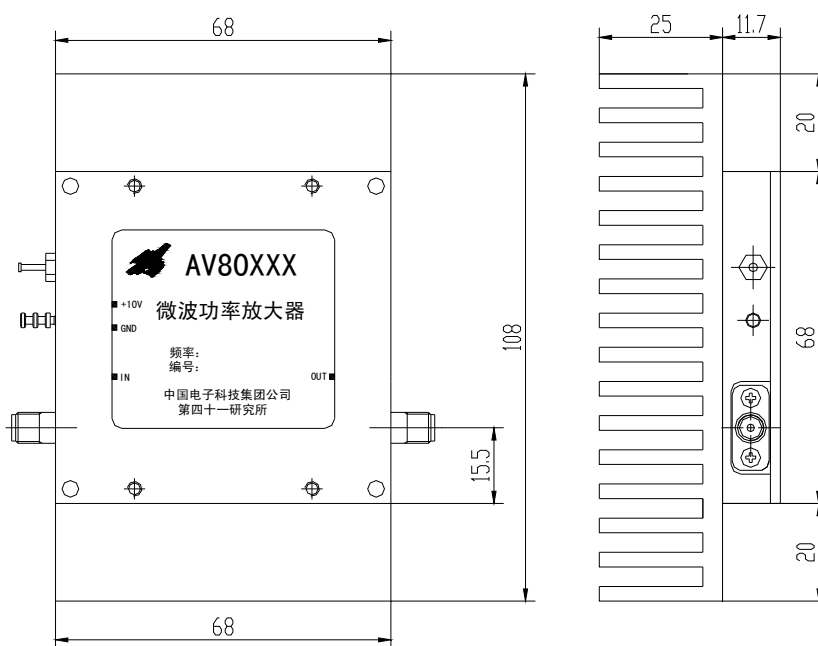 68
25
11.7
20
AV80XXX
+10V
微波功率放大器
GND
频率：
编号：
IN
OUT
中国电子科技集团公司
第四十一研究所
108
68
15.5
20
68